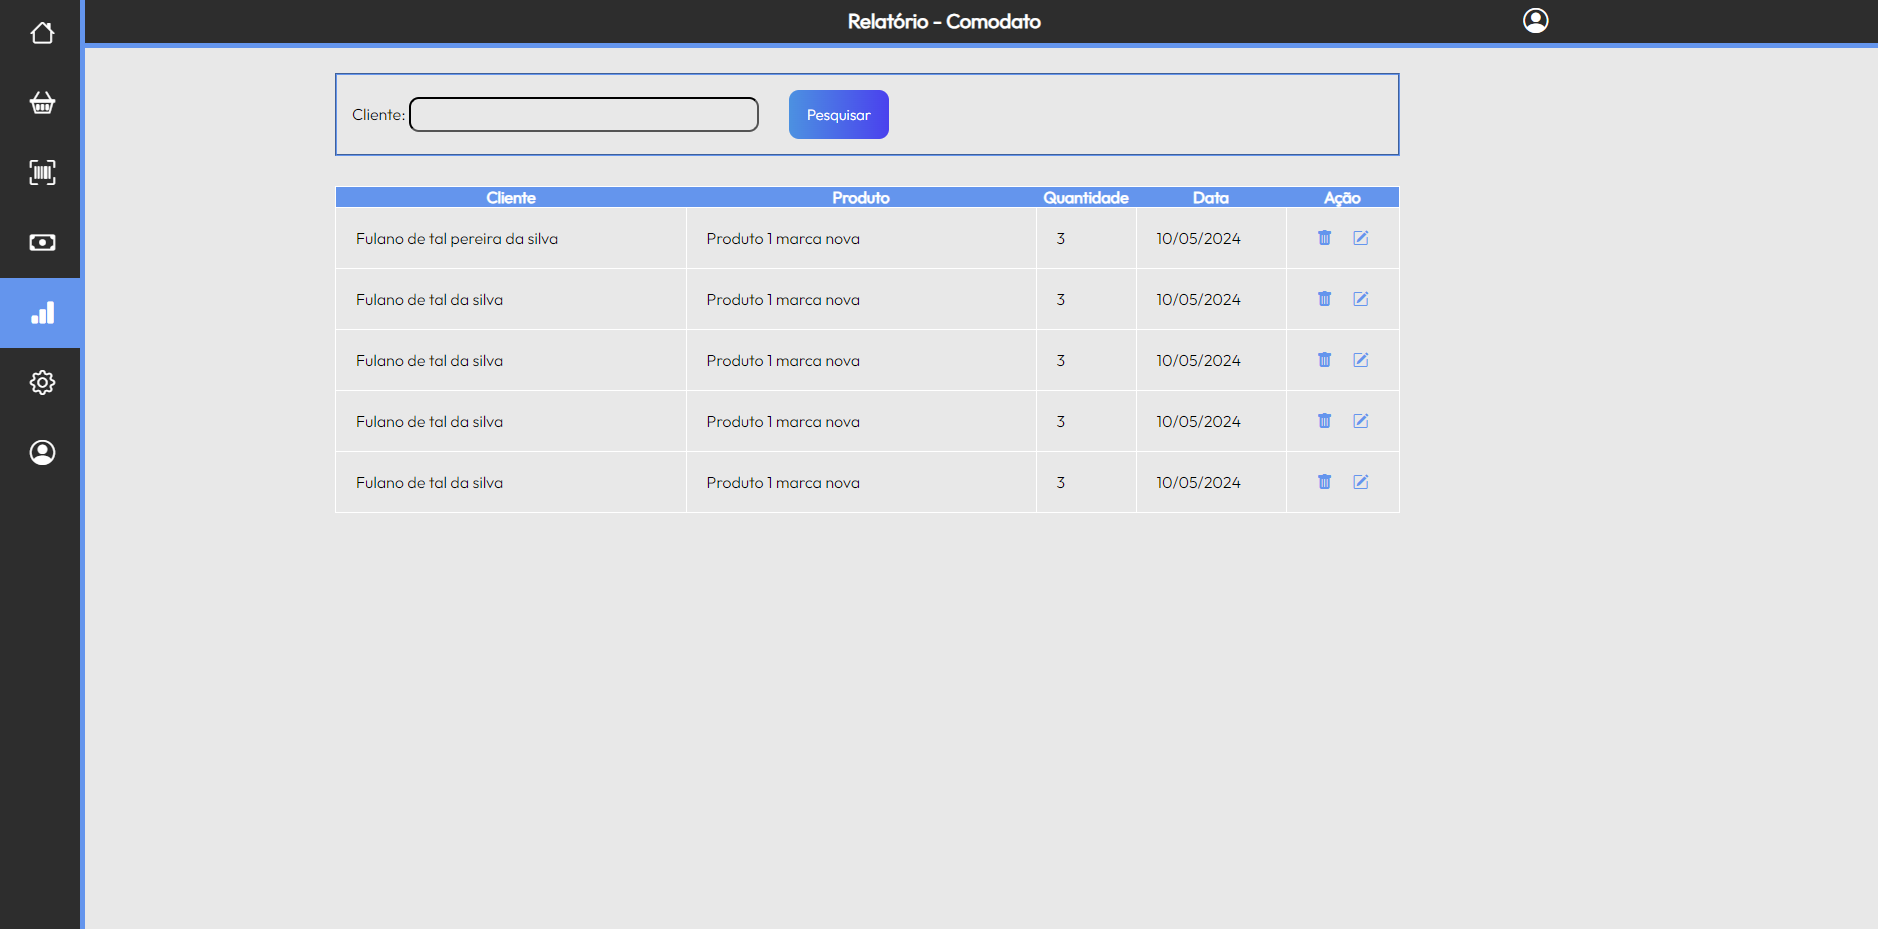 Relatório - Comodato
Cliente:
Pesquisar
Cliente Produto Quantidade Data Ação
Fulano de tal pereira da silva Produto 1 marca nova 3 10/05/2024
Fulano de tal da silva Produto 1 marca nova 3 10/05/2024
Fulano de tal da silva Produto 1 marca nova 3 10/05/2024
Fulano de tal da silva Produto 1 marca nova 3 10/05/2024
Fulano de tal da silva Produto 1 marca nova 3 10/05/2024